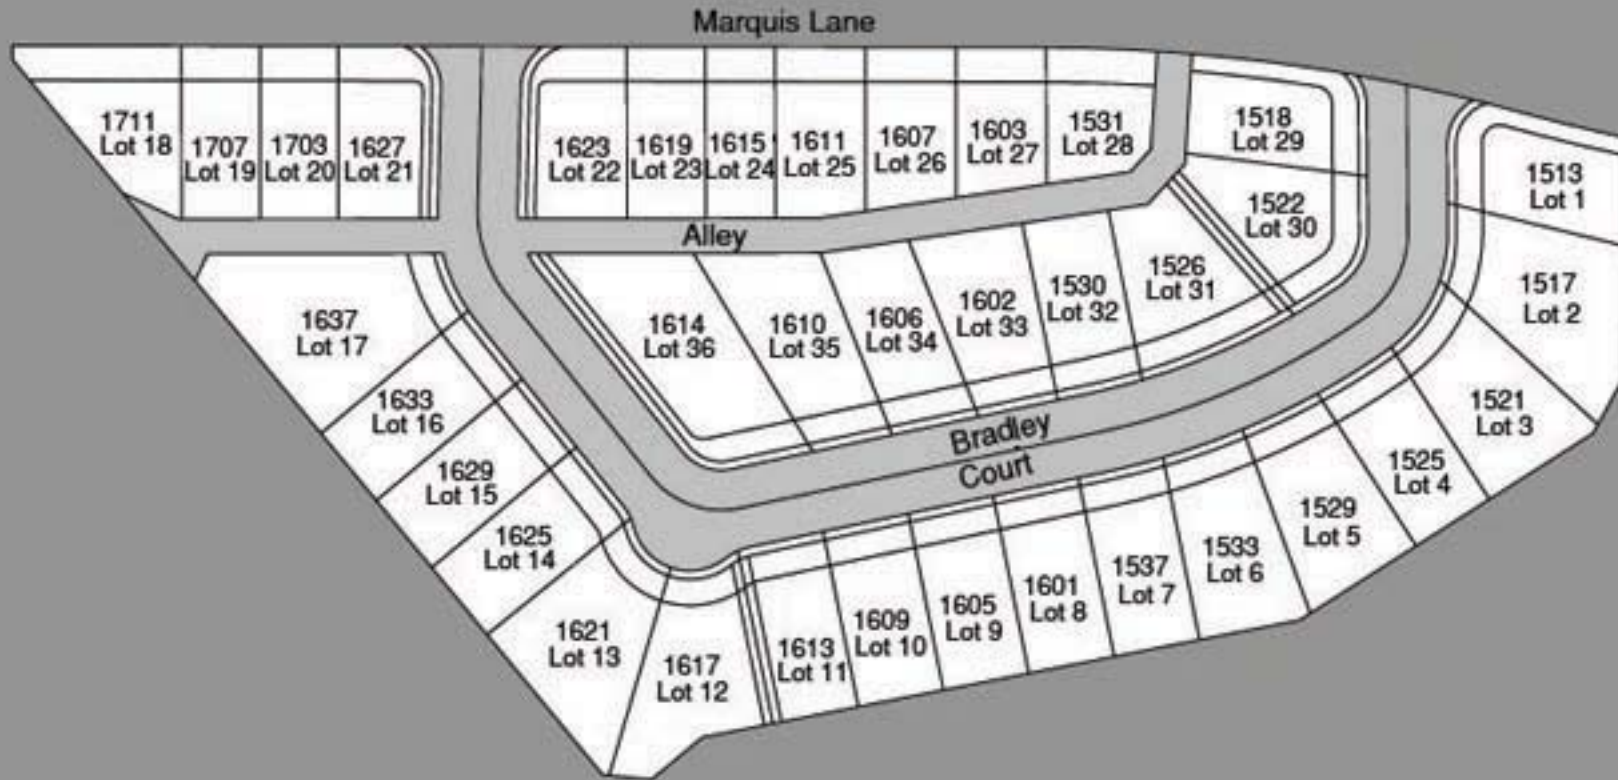 Marquis Lane
1711
Lot 18
1707
Lot 19
1703
Lot 20
1627
Lot 21
1623
Lot 22
1619
Lot 23
1615
Lot 24
1611
Lot 25
1607
Lot 26
1603
Lot 27
1531
Lot 28
1518
Lot 29
1522
Lot 30
1513
Lot 1
1517
Lot 2
Alley
1637
Lot 17
1614
Lot 36
1610
Lot 35
1606
Lot 34
1602
Lot 33
1530
Lot 32
1526
Lot 31
1633
Lot 16
1629
Lot 15
1625
Lot 14
1621
Lot 13
1617
Lot 12
Bradley
Court
1613
Lot 11
1609
Lot 10
1605
Lot 9
1601
Lot 8
1537
Lot 7
1533
Lot 6
1529
Lot 5
1525
Lot 4
1521
Lot 3